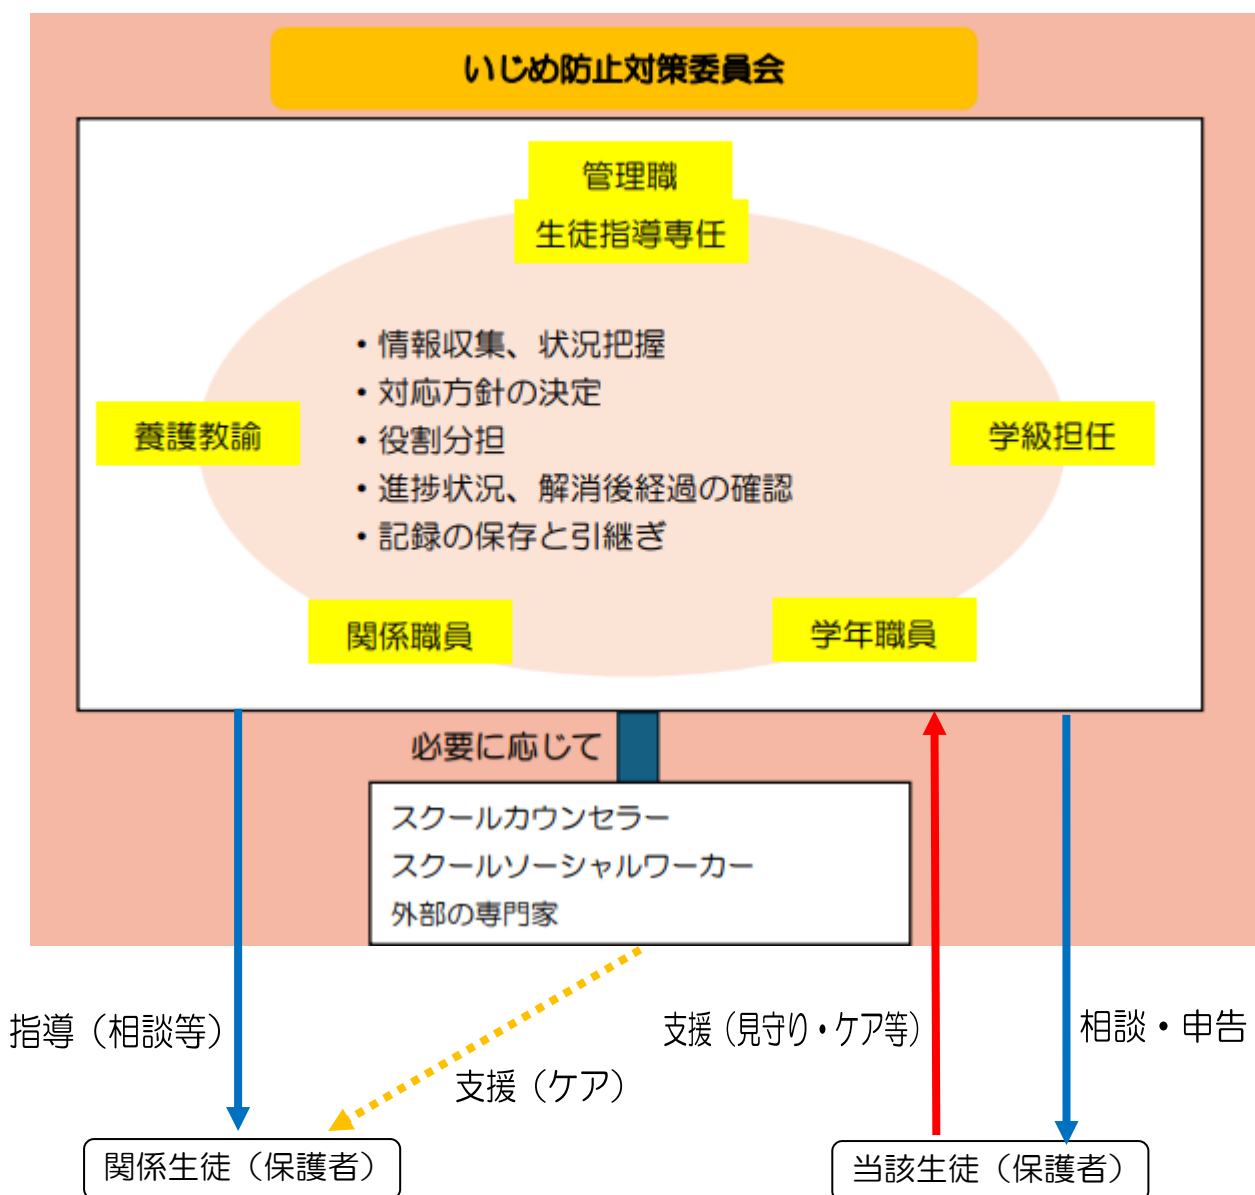 いじめ防止対策委員会
管理職
生徒指導専任
・情報収集、状況把握
・対応方針の決定
・役割分担
・進捗状況、解消後経過の確認
・記録の保存と引継ぎ
養護教諭
学級担任
関係職員
学年職員
必要に応じて
スクールカウンセラー
スクールソーシャルワーカー
外部の専門家
指導（相談等）
支援（ケア）
支援（見守り・ケア等）
相談・申告
関係生徒（保護者）
当該生徒（保護者）